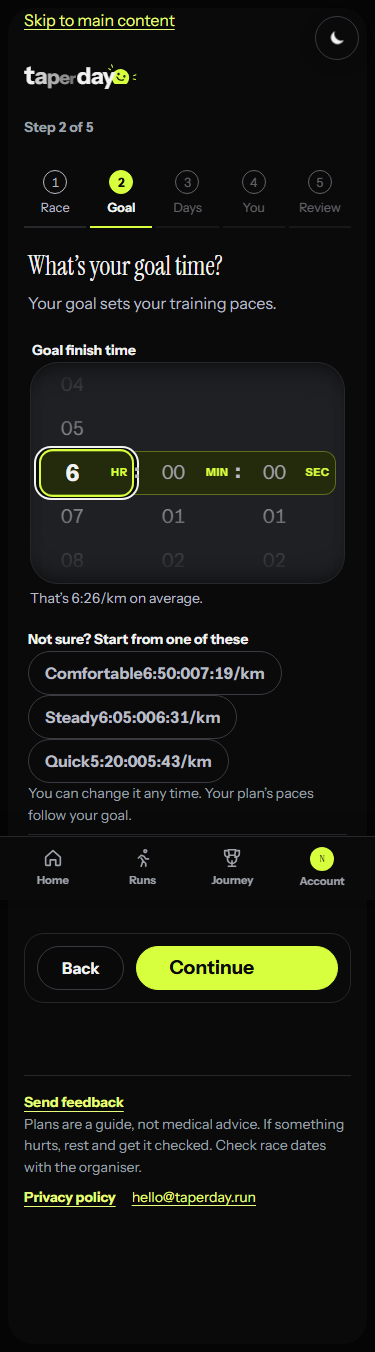 Skip to main content
taperday
Step 2 of 5
1 2 3 4 5
Race Goal Days You Review
What's your goal time?
Your goal sets your training paces.
Goal finish time
04
05
6 HR : 00 MIN : 00 SEC
07 01 01
08 02 02
That's 6:26/km on average.
Not sure? Start from one of these
Comfortable6:50:007:19/km
Steady6:05:006:31/km
Quick5:20:005:43/km
You can change it any time. Your plan's paces
follow your goal.
N
Home Runs Journey Account
Back Continue
Send feedback
Plans are a guide, not medical advice. If something
hurts, rest and get it checked. Check race dates
with the organiser.
Privacy policy hello@taperday.run